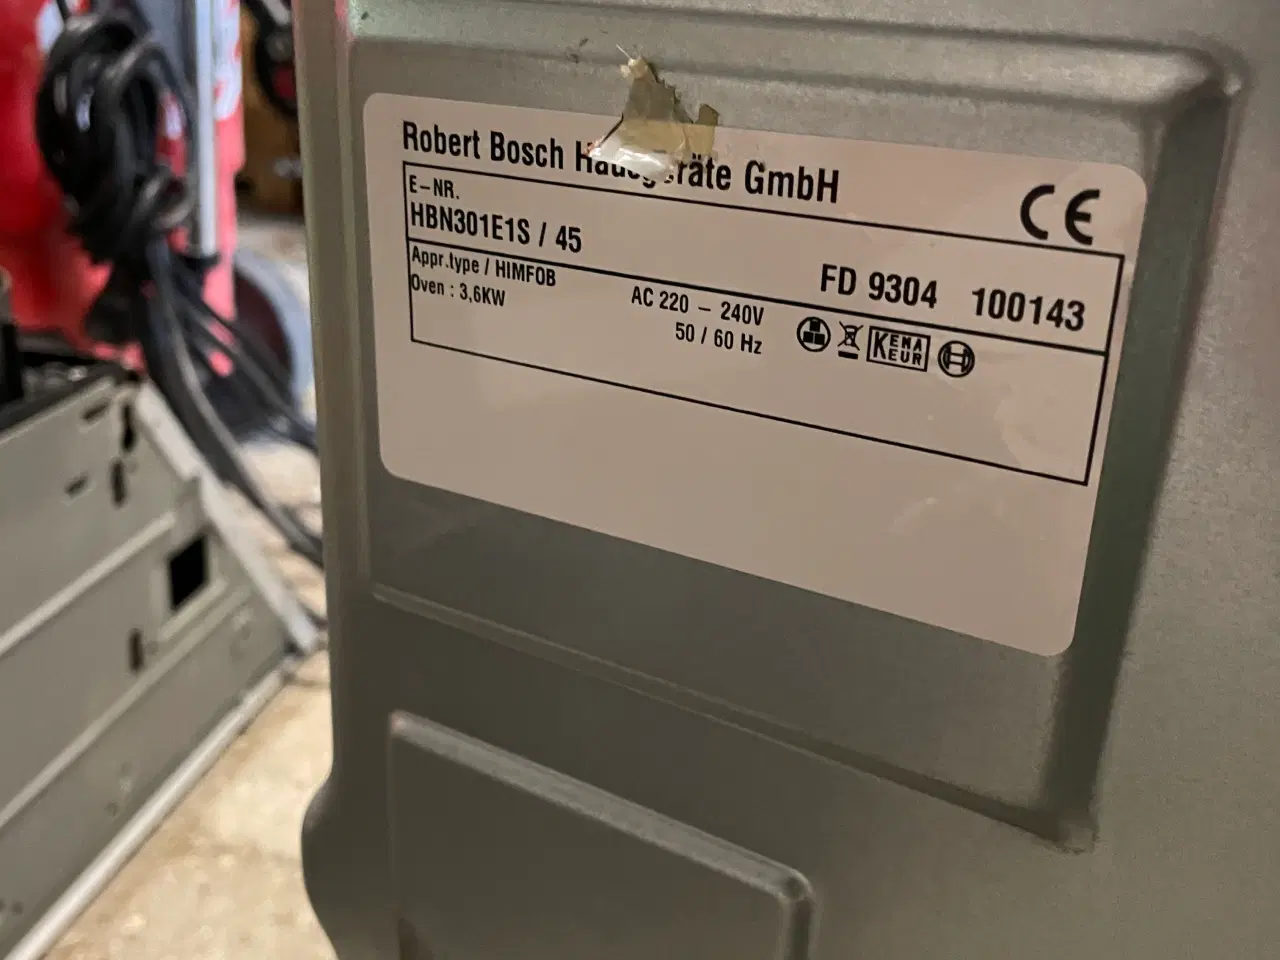 Robert Bosch Hausgeräte GmbH
CE
E-NR.
HBN301E1S / 45
FD 9304 100143
Appr.type / HIMFOB
Oven : 3,6KW
AC 220 - 240V
50 / 60 Hz
KEMA
EUR